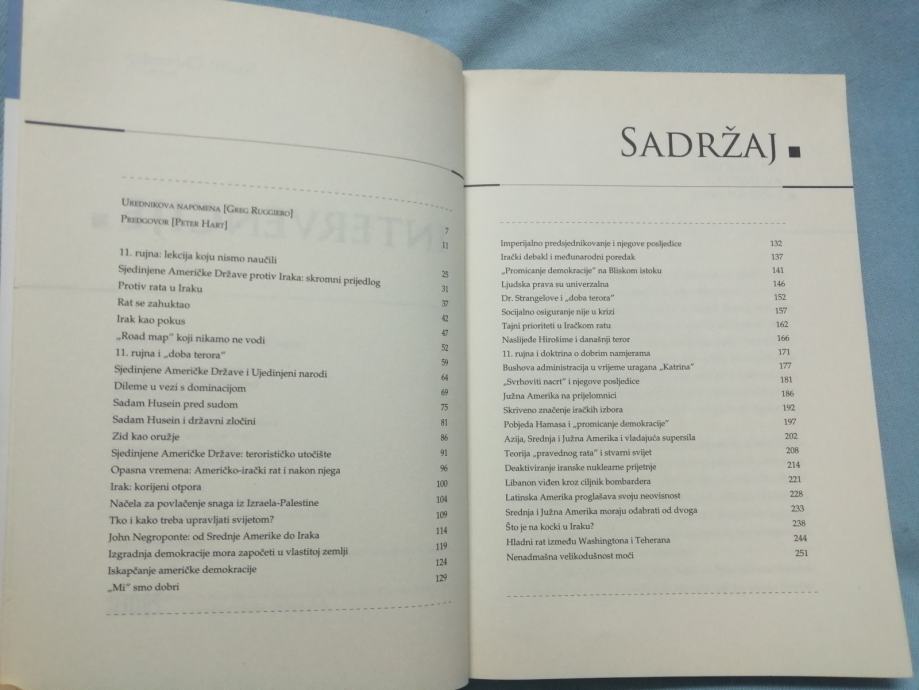 Urednikova napomena [Greg Ruggiero] 7
Predgovor [Peter Hart] 11
11. rujna: lekcija koju nismo naučili 25
Sjedinjene Američke Države protiv Iraka: skromni prijedlog 31
Protiv rata u Iraku 37
Rat se zahuktao 42
Irak kao pokus 47
„Road map“ koji nikamo ne vodi 52
11. rujna i „doba terora“ 59
Sjedinjene Američke Države i Ujedinjeni narodi 64
Dileme u vezi s dominacijom 69
Sadam Husein pred sudom 75
Sadam Husein i državni zločini 81
Zid kao oružje 86
Sjedinjene Američke Države: terorističko utočište 91
Opasna vremena: Američko-irački rat i nakon njega 96
Irak: korijeni otpora 100
Načela za povlačenje snaga iz Izraela-Palestine 104
Tko i kako treba upravljati svijetom? 109
John Negroponte: od Srednje Amerike do Iraka 114
Izgradnja demokracije mora započeti u vlastitoj zemlji 119
Iskapčanje američke demokracije 124
„Mi“ smo dobri 129
Sadržaj
Imperijalno predsjednikovanje i njegove posljedice 132
Irački debakl i međunarodni poredak 137
„Promicanje demokracije“ na Bliskom istoku 141
Ljudska prava su univerzalna 146
Dr. Strangelove i „doba terora“ 152
Socijalno osiguranje nije u krizi 157
Tajni prioriteti u Iračkom ratu 162
Naslijeđe Hirošime i današnji teror 166
11. rujna i doktrina o dobrim namjerama 171
Bushova administracija u vrijeme uragana „Katrina“ 177
„Svrhoviti nacrt“ i njegove posljedice 181
Južna Amerika na prijelomnici 186
Skriveno značenje iračkih izbora 192
Pobjeda Hamasa i „promicanje demokracije“ 197
Azija, Srednja i Južna Amerika i vladajuća supersila 202
Teorija „pravednog rata“ i stvarni svijet 208
Deaktiviranje iranske nuklearne prijetnje 214
Libanon viđen kroz ciljnik bombardera 221
Latinska Amerika proglašava svoju neovisnost 228
Srednja i Južna Amerika moraju odabrati od dvoga 233
Što je na kocki u Iraku? 238
Hladni rat između Washingtona i Teherana 244
Nenadmašna velikodušnost moći 251